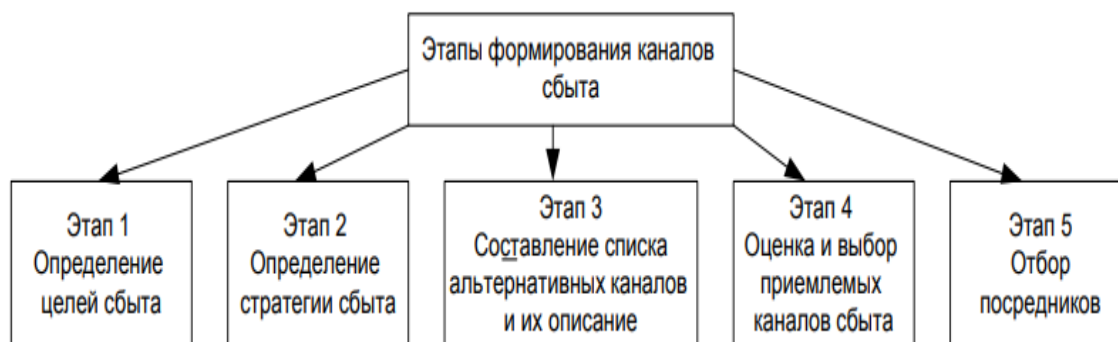 Этапы формирования каналов
сбыта
Этап 1
Определение
целей сбыта
Этап 2
Определение
стратегии сбыта
Этап 3
Составление списка
альтернативных каналов
и их описание
Этап 4
Оценка и выбор
приемлемых
каналов сбыта
Этап 5
Отбор
посредников